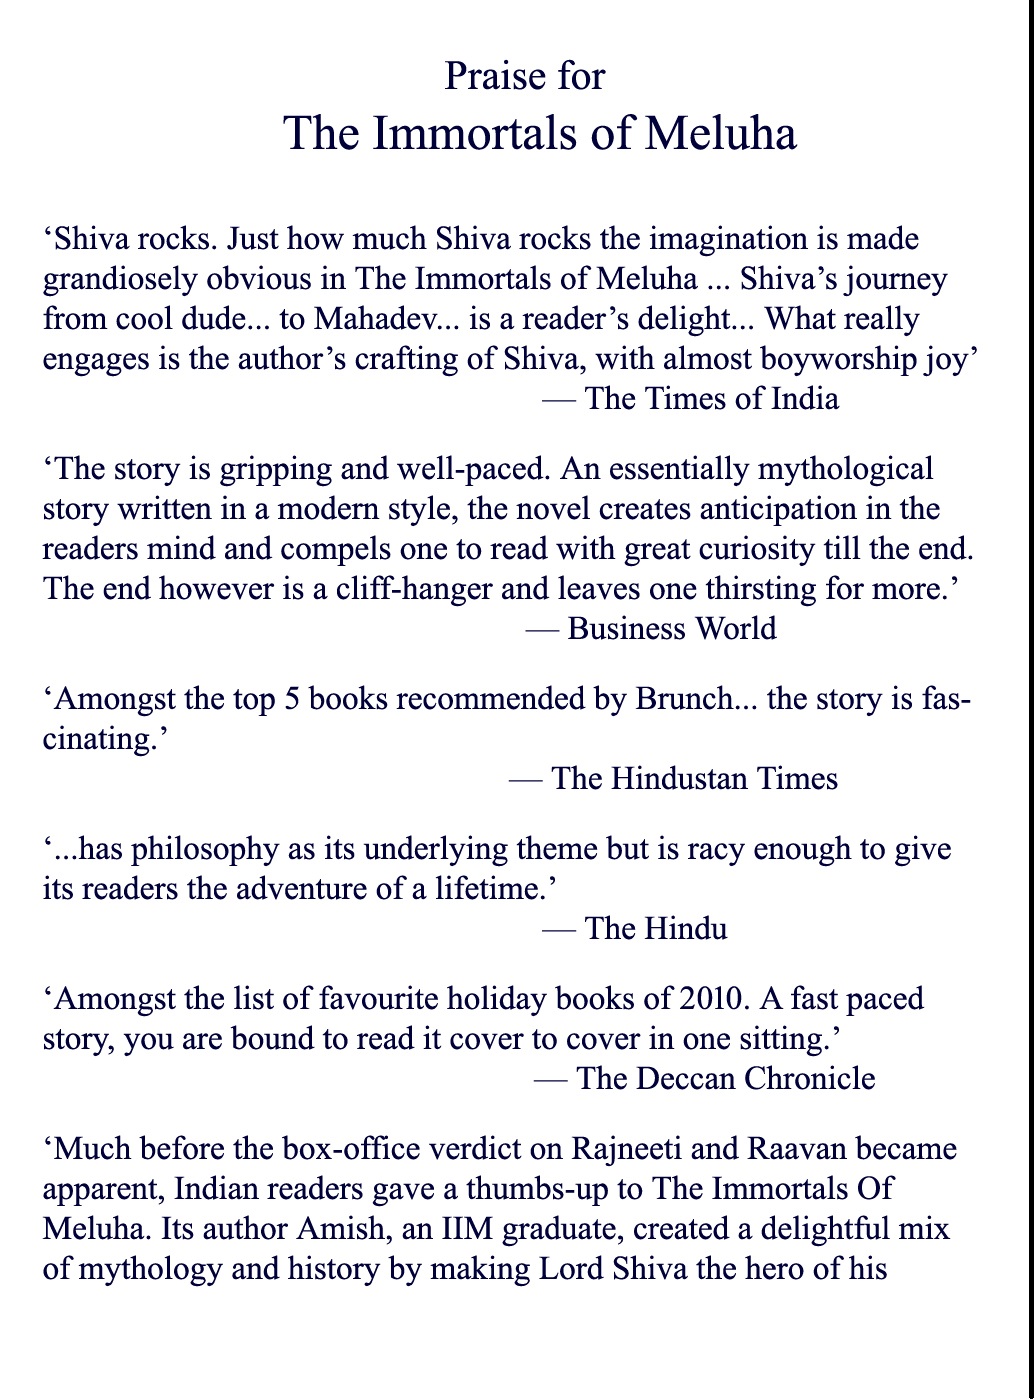 Praise for
The Immortals of Meluha
‘Shiva rocks. Just how much Shiva rocks the imagination is made
grandiosely obvious in The Immortals of Meluha ... Shiva’s journey
from cool dude... to Mahadev... is a reader’s delight... What really
engages is the author’s crafting of Shiva, with almost boyworship joy’
— The Times of India
‘The story is gripping and well-paced. An essentially mythological
story written in a modern style, the novel creates anticipation in the
readers mind and compels one to read with great curiosity till the end.
The end however is a cliff-hanger and leaves one thirsting for more.’
— Business World
‘Amongst the top 5 books recommended by Brunch... the story is fas-
cinating.’
— The Hindustan Times
‘...has philosophy as its underlying theme but is racy enough to give
its readers the adventure of a lifetime.’
— The Hindu
‘Amongst the list of favourite holiday books of 2010. A fast paced
story, you are bound to read it cover to cover in one sitting.’
— The Deccan Chronicle
‘Much before the box-office verdict on Rajneeti and Raavan became
apparent, Indian readers gave a thumbs-up to The Immortals Of
Meluha. Its author Amish, an IIM graduate, created a delightful mix
of mythology and history by making Lord Shiva the hero of his